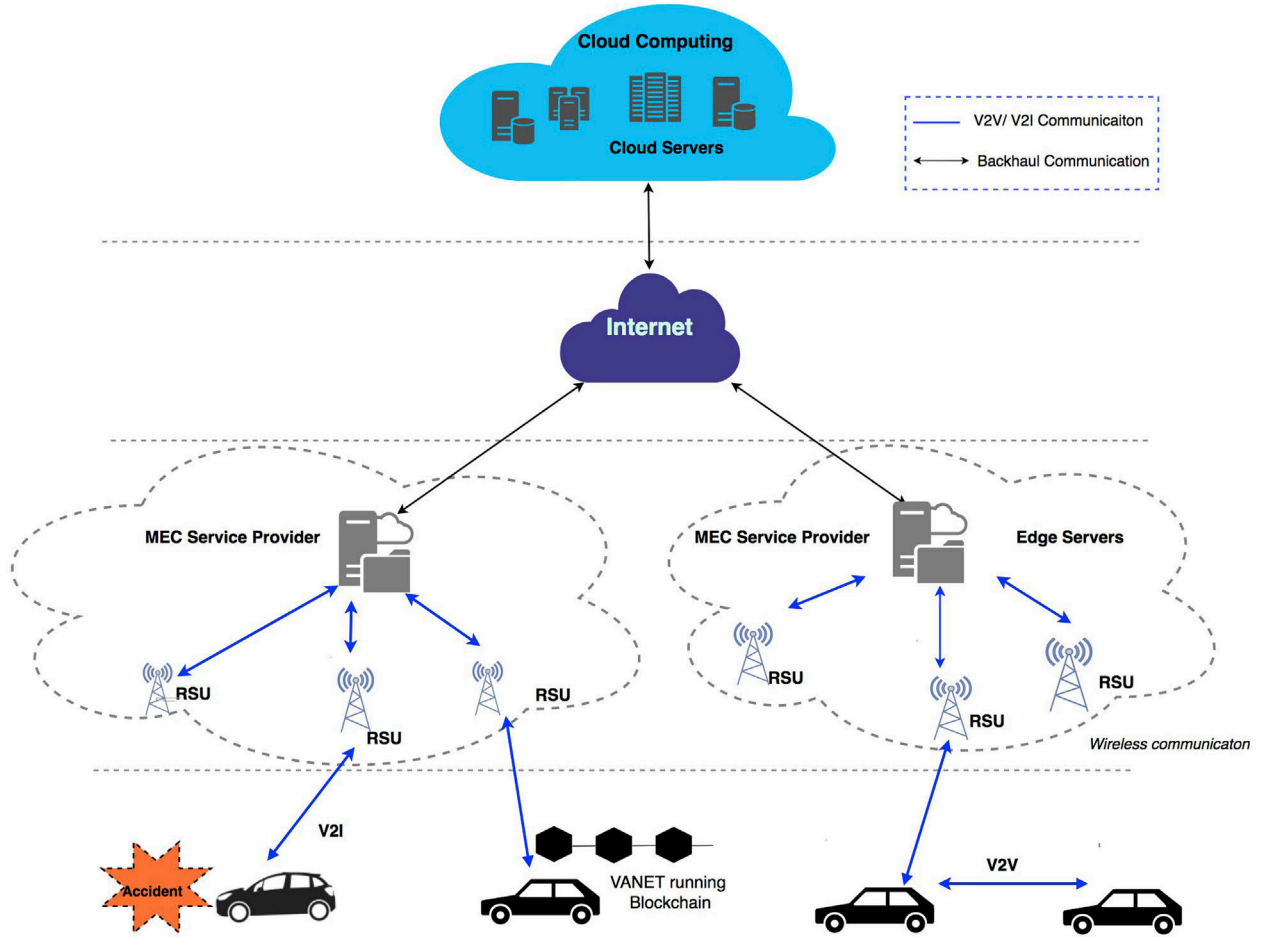 Cloud Computing
Cloud Servers
V2V/ V2I Communicaiton
Backhaul Communication
Internet
MEC Service Provider
MEC Service Provider
Edge Servers
RSU
RSU
RSU
RSU
RSU
RSU
Wireless communicaton
V2I
Accident
VANET running
Blockchain
V2V